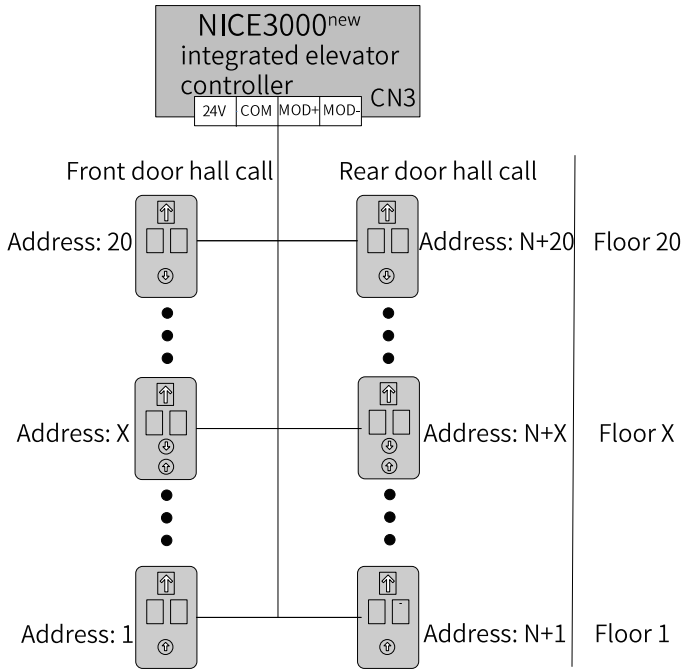 NICE3000new
integrated elevator
controller
CN3
24V COM MOD+ MOD-
Front door hall call Rear door hall call
Address: 20 Address: N+20 Floor 20
Address: X Address: N+X Floor X
Address: 1 Address: N+1 Floor 1